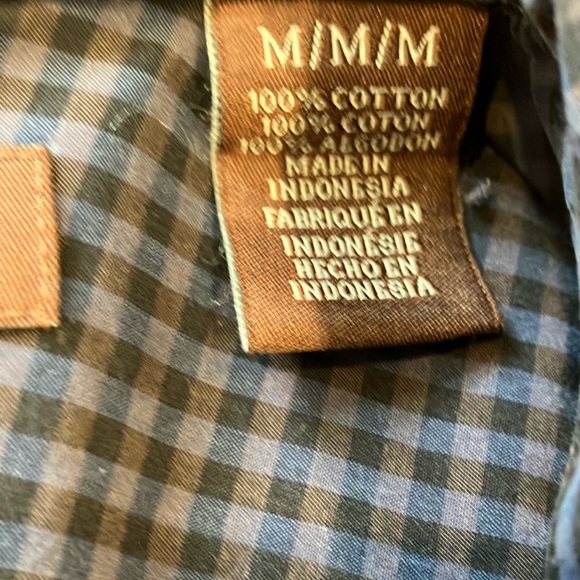 M/M/M
100% COTTON
100% COTON
100% ALGODON
MADE IN
INDONESIA
FABRIQUÉ EN
INDONÉSIE
HECHO EN
INDONESIA